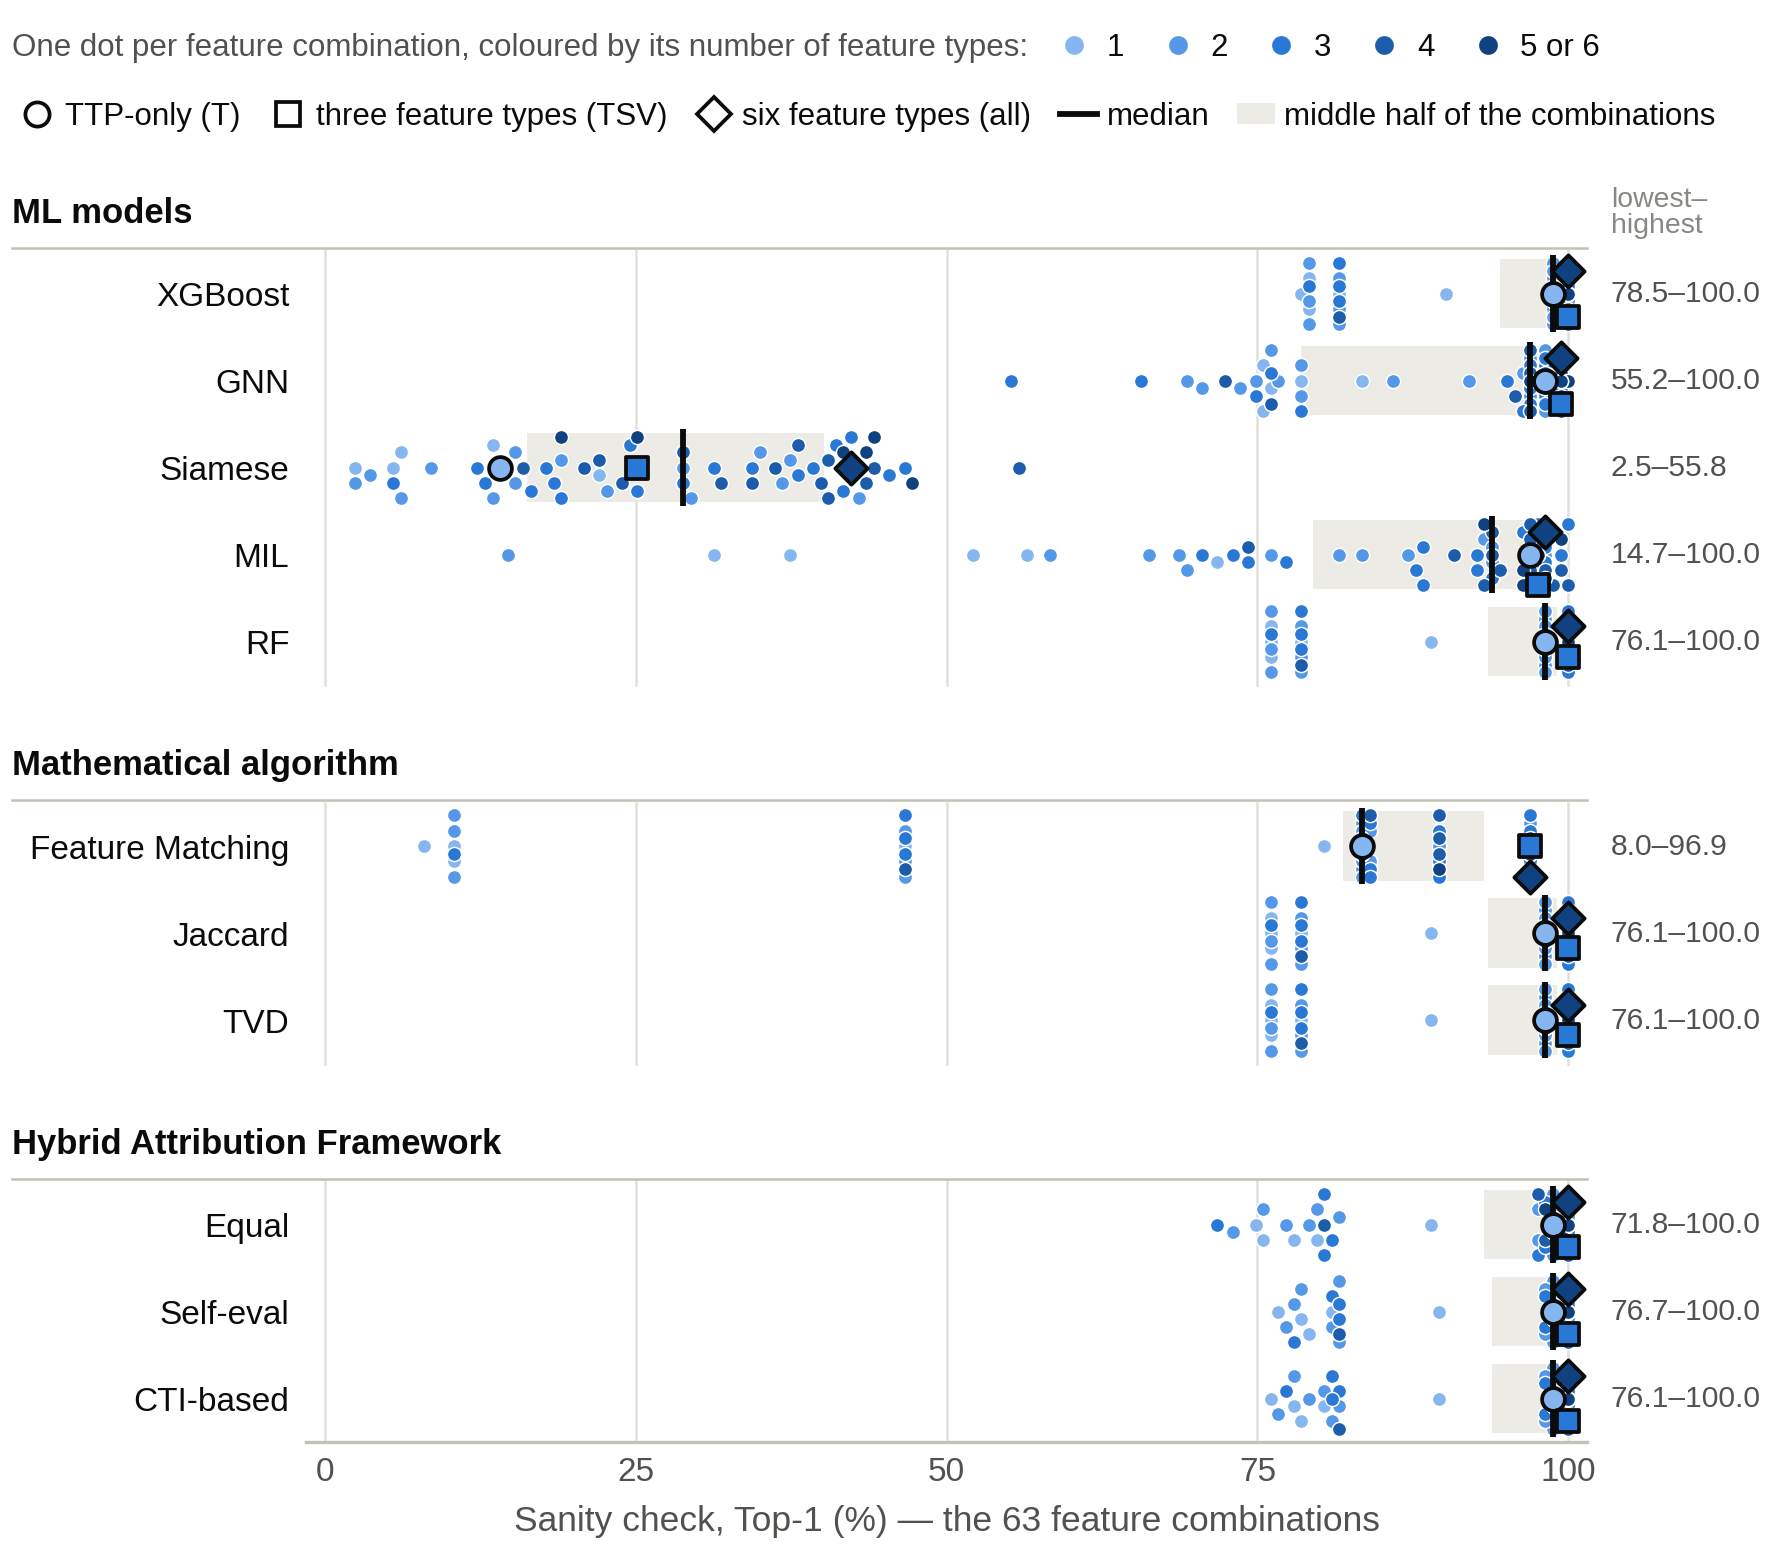 One dot per feature combination, coloured by its number of feature types: 1 2 3 4 5 or 6
TTP-only (T) three feature types (TSV) six feature types (all) median middle half of the combinations
lowest–
highest
ML models
XGBoost 78.5–100.0
GNN 55.2–100.0
Siamese 2.5–55.8
MIL 14.7–100.0
RF 76.1–100.0
Mathematical algorithm
Feature Matching 8.0–96.9
Jaccard 76.1–100.0
TVD 76.1–100.0
Hybrid Attribution Framework
Equal 71.8–100.0
Self-eval 76.7–100.0
CTI-based 76.1–100.0
0 25 50 75 100
Sanity check, Top-1 (%) — the 63 feature combinations